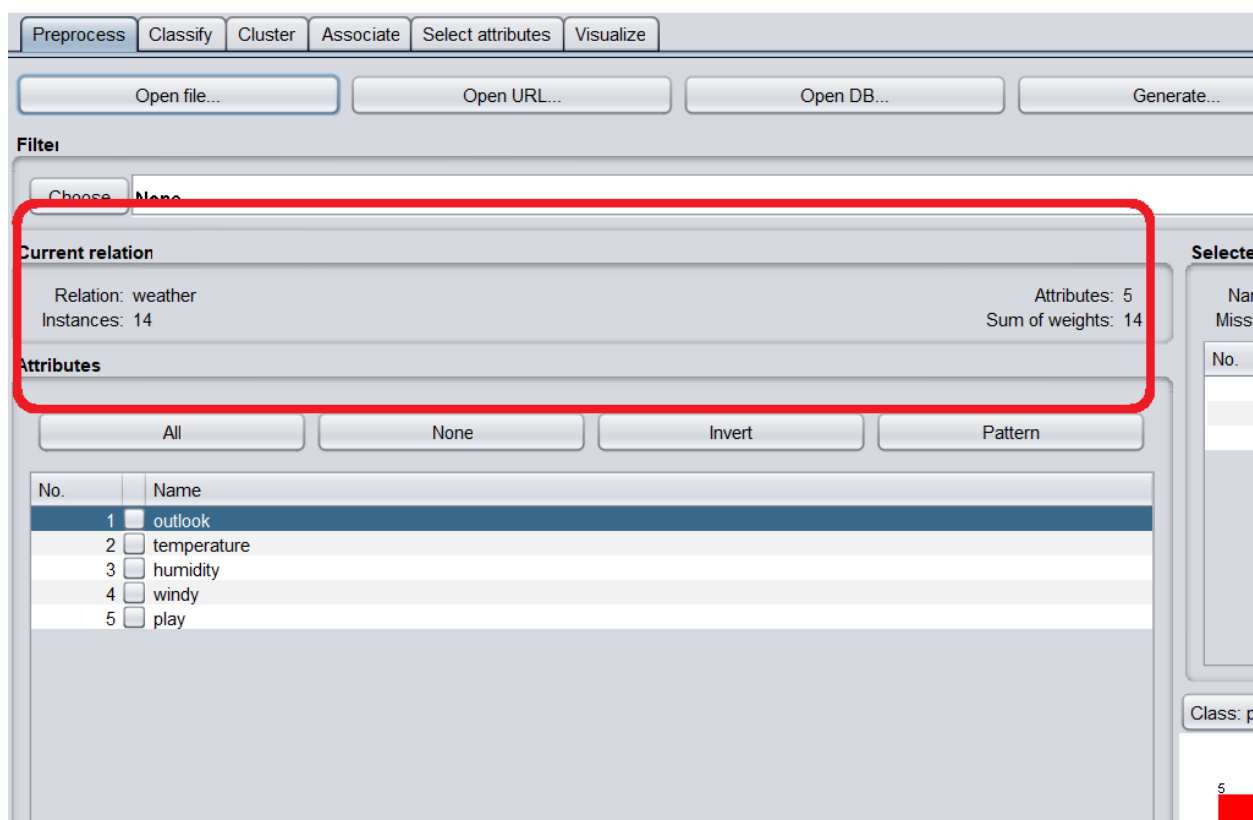 Preprocess Classify Cluster Associate Select attributes Visualize
Open file... Open URL... Open DB... Generate...
Filter
Choose None
Current relation
Relation: weather Attributes: 5
Instances: 14 Sum of weights: 14
Attributes
All None Invert Pattern
No. Name
1 outlook
2 temperature
3 humidity
4 windy
5 play
Selecte
Nar
Miss
No.
Class: p
5